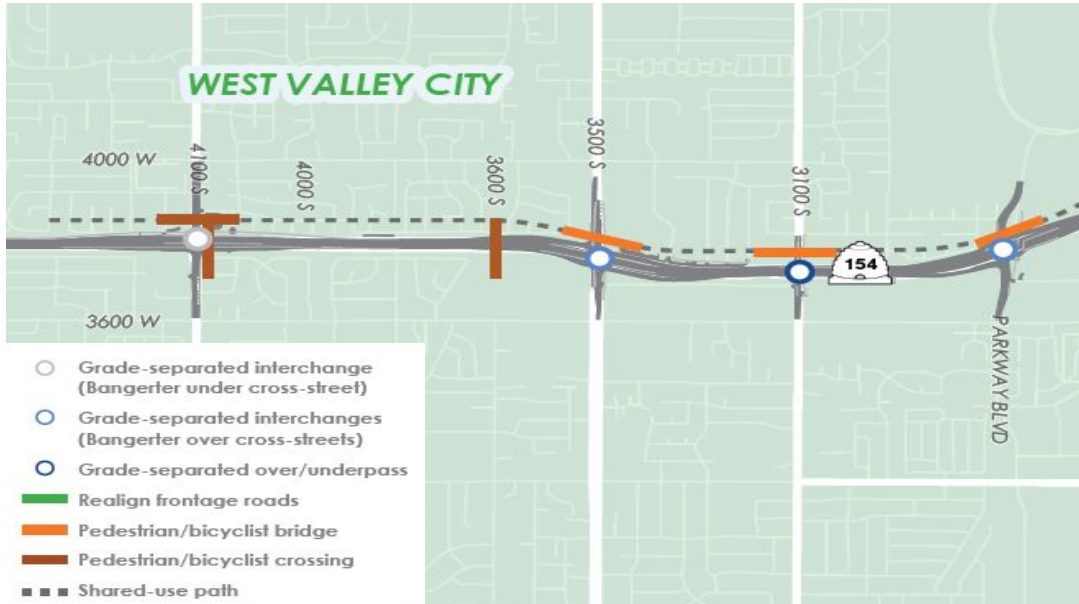 WEST VALLEY CITY
4000 W
4100 S
4000 S
3600 S
3500 S
3100 S
154
3600 W
PARKWAY BLVD
Grade-separated interchange
(Bangerter under cross-street)
Grade-separated interchanges
(Bangerter over cross-streets)
Grade-separated over/underpass
Realign frontage roads
Pedestrian/bicyclist bridge
Pedestrian/bicyclist crossing
Shared-use path